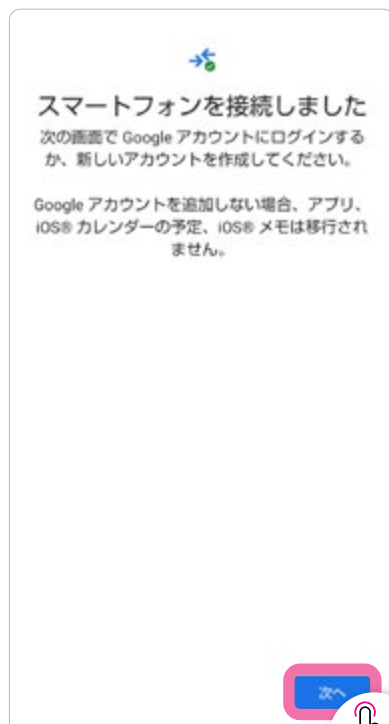 スマートフォンを接続しました
次の画面で Google アカウントにログインする
か、新しいアカウントを作成してください。
Google アカウントを追加しない場合、アプリ、
iOS® カレンダーの予定、iOS® メモは移行され
ません。
次へ